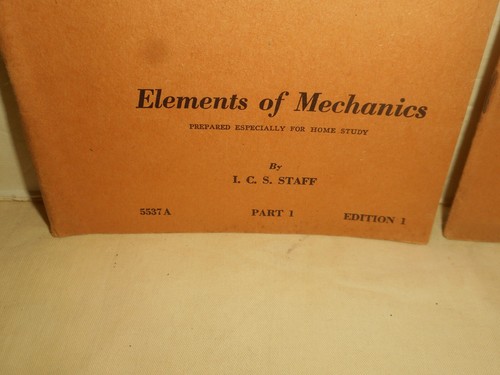 Elements of Mechanics
PREPARED ESPECIALLY FOR HOME STUDY
By
I. C. S. STAFF
5537A PART 1 EDITION 1